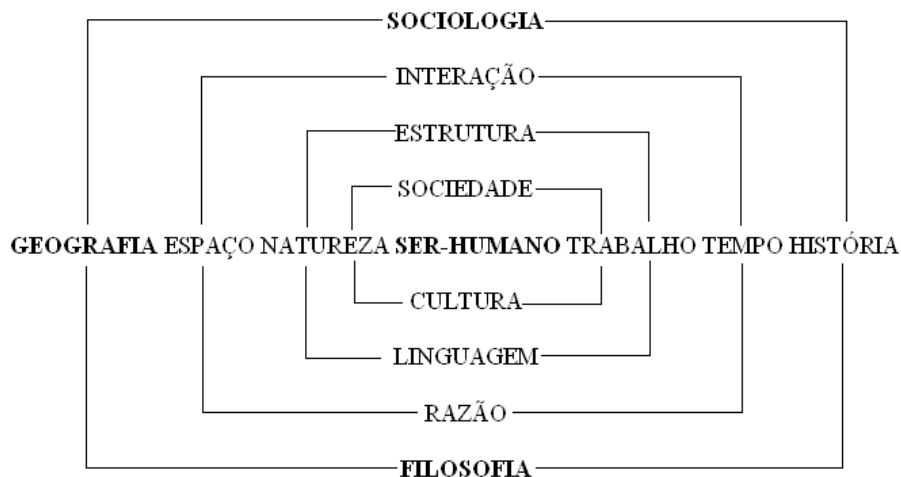 SOCIOLOGIA
INTERAÇÃO
ESTRUTURA
SOCIEDADE
GEOGRAFIA ESPAÇO NATUREZA SER-HUMANO TRABALHO TEMPO HISTÓRIA
CULTURA
LINGUAGEM
RAZÃO
FILOSOFIA